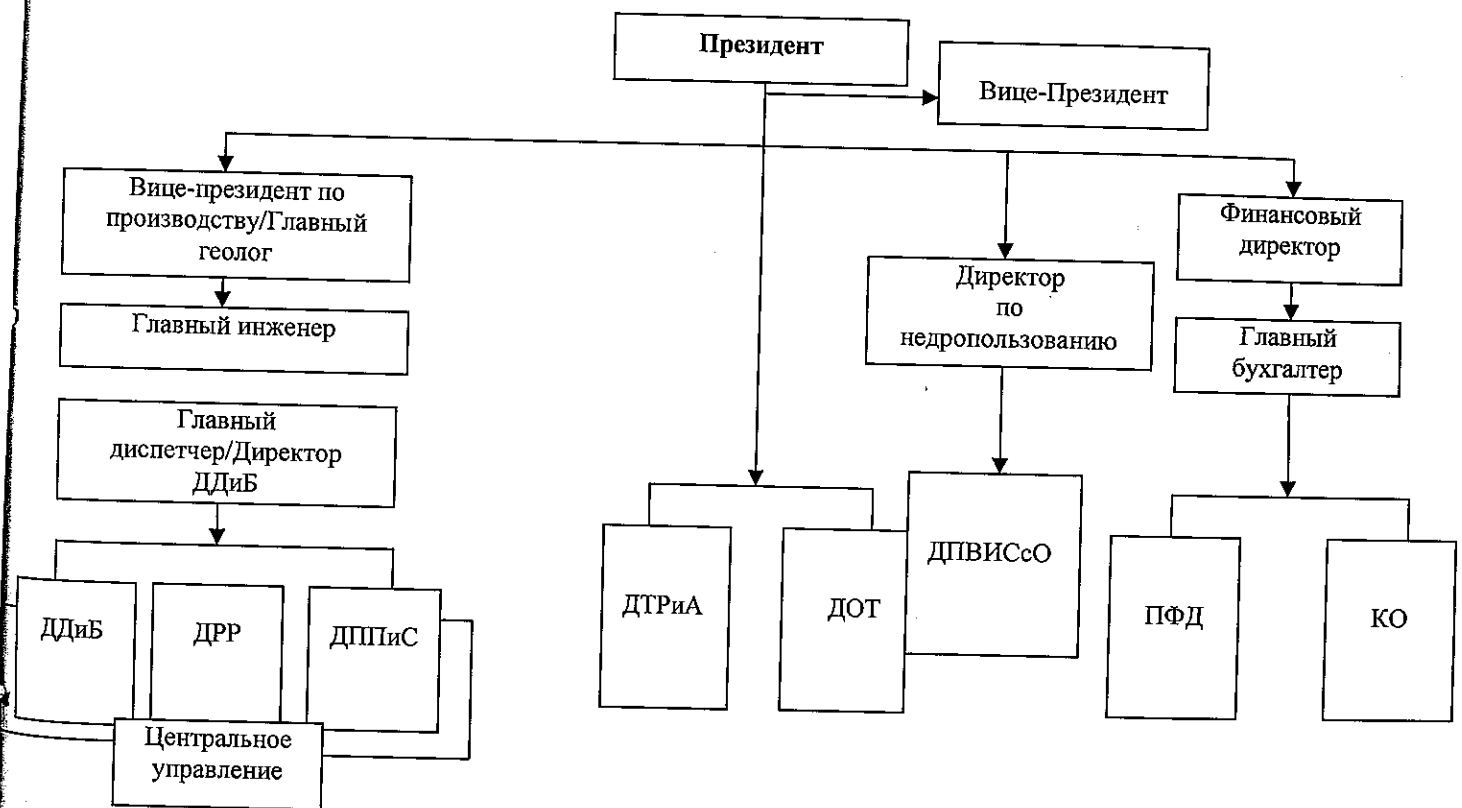 Президент
Вице-Президент
Вице-президент по
производству/Главный
геолог
Финансовый
директор
Директор
по
недропользованию
Главный инженер
Главный
бухгалтер
Главный
диспетчер/Директор
ДДиБ
ДДиБ
ДРР
ДППиС
ДТРиА
ДОТ
ДПВИСсО
ПФД
КО
Центральное
управление